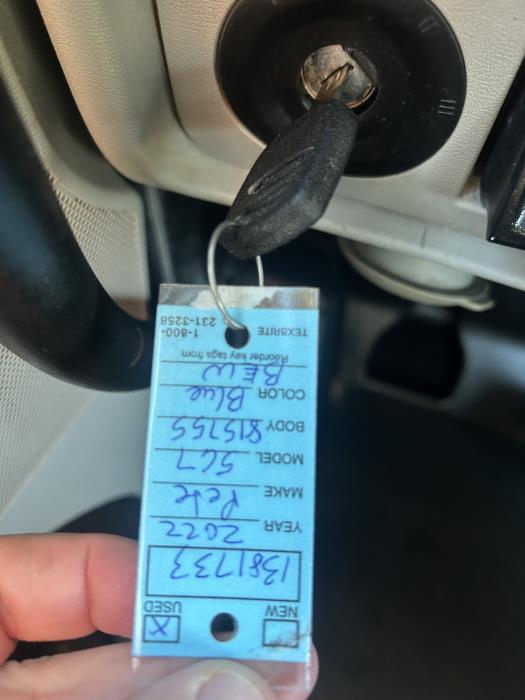 NEW
USED X
1381733
YEAR 2022
MAKE Pete
MODEL 567
BODY 815755
COLOR Blue
BEW
Reorder key tags from
TEXBRITE 1-800-
231-3258